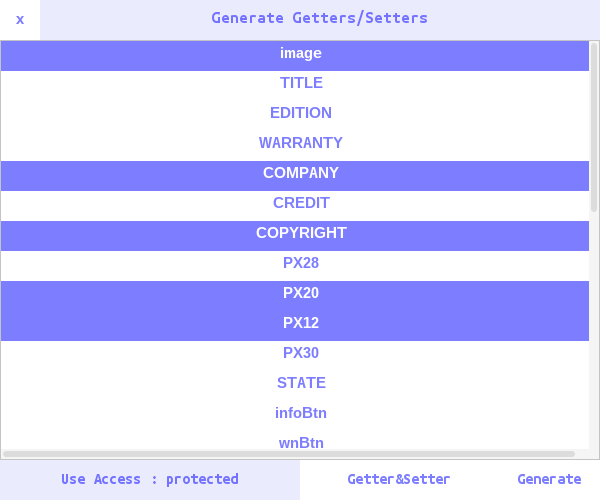 x
Generate Getters/Setters
image
TITLE
EDITION
WARRANTY
COMPANY
CREDIT
COPYRIGHT
PX28
PX20
PX12
PX30
STATE
infoBtn
wnBtn
Use Access : protected
Getter&Setter
Generate